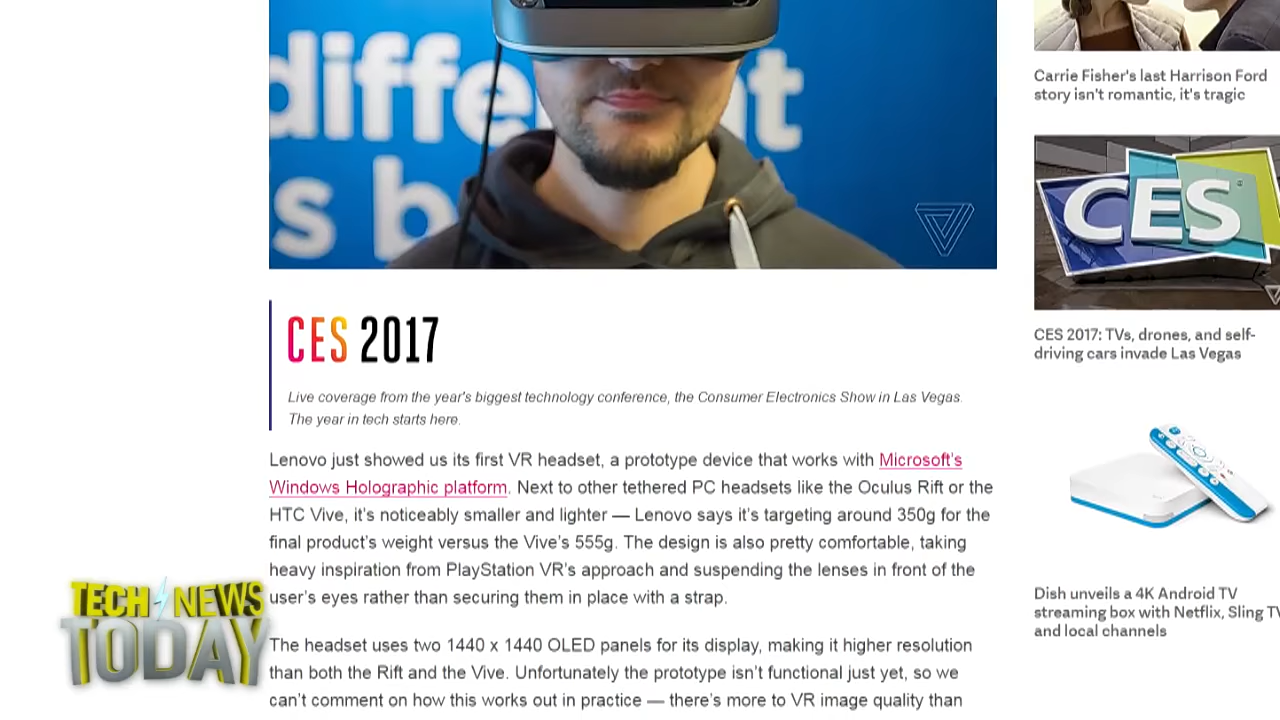 different
s b
CES 2017
Live coverage from the year's biggest technology conference, the Consumer Electronics Show in Las Vegas.
The year in tech starts here.
Lenovo just showed us its first VR headset, a prototype device that works with Microsoft's
Windows Holographic platform. Next to other tethered PC headsets like the Oculus Rift or the
HTC Vive, it's noticeably smaller and lighter — Lenovo says it's targeting around 350g for the
final product's weight versus the Vive's 555g. The design is also pretty comfortable, taking
heavy inspiration from PlayStation VR's approach and suspending the lenses in front of the
user's eyes rather than securing them in place with a strap.
The headset uses two 1440 x 1440 OLED panels for its display, making it higher resolution
than both the Rift and the Vive. Unfortunately the prototype isn't functional just yet, so we
can't comment on how this works out in practice — there's more to VR image quality than
Carrie Fisher's last Harrison Ford
story isn't romantic, it's tragic
CES
CES 2017: TVs, drones, and self-
driving cars invade Las Vegas
Dish unveils a 4K Android TV
streaming box with Netflix, Sling TV
and local channels
TECH NEWS
TODAY